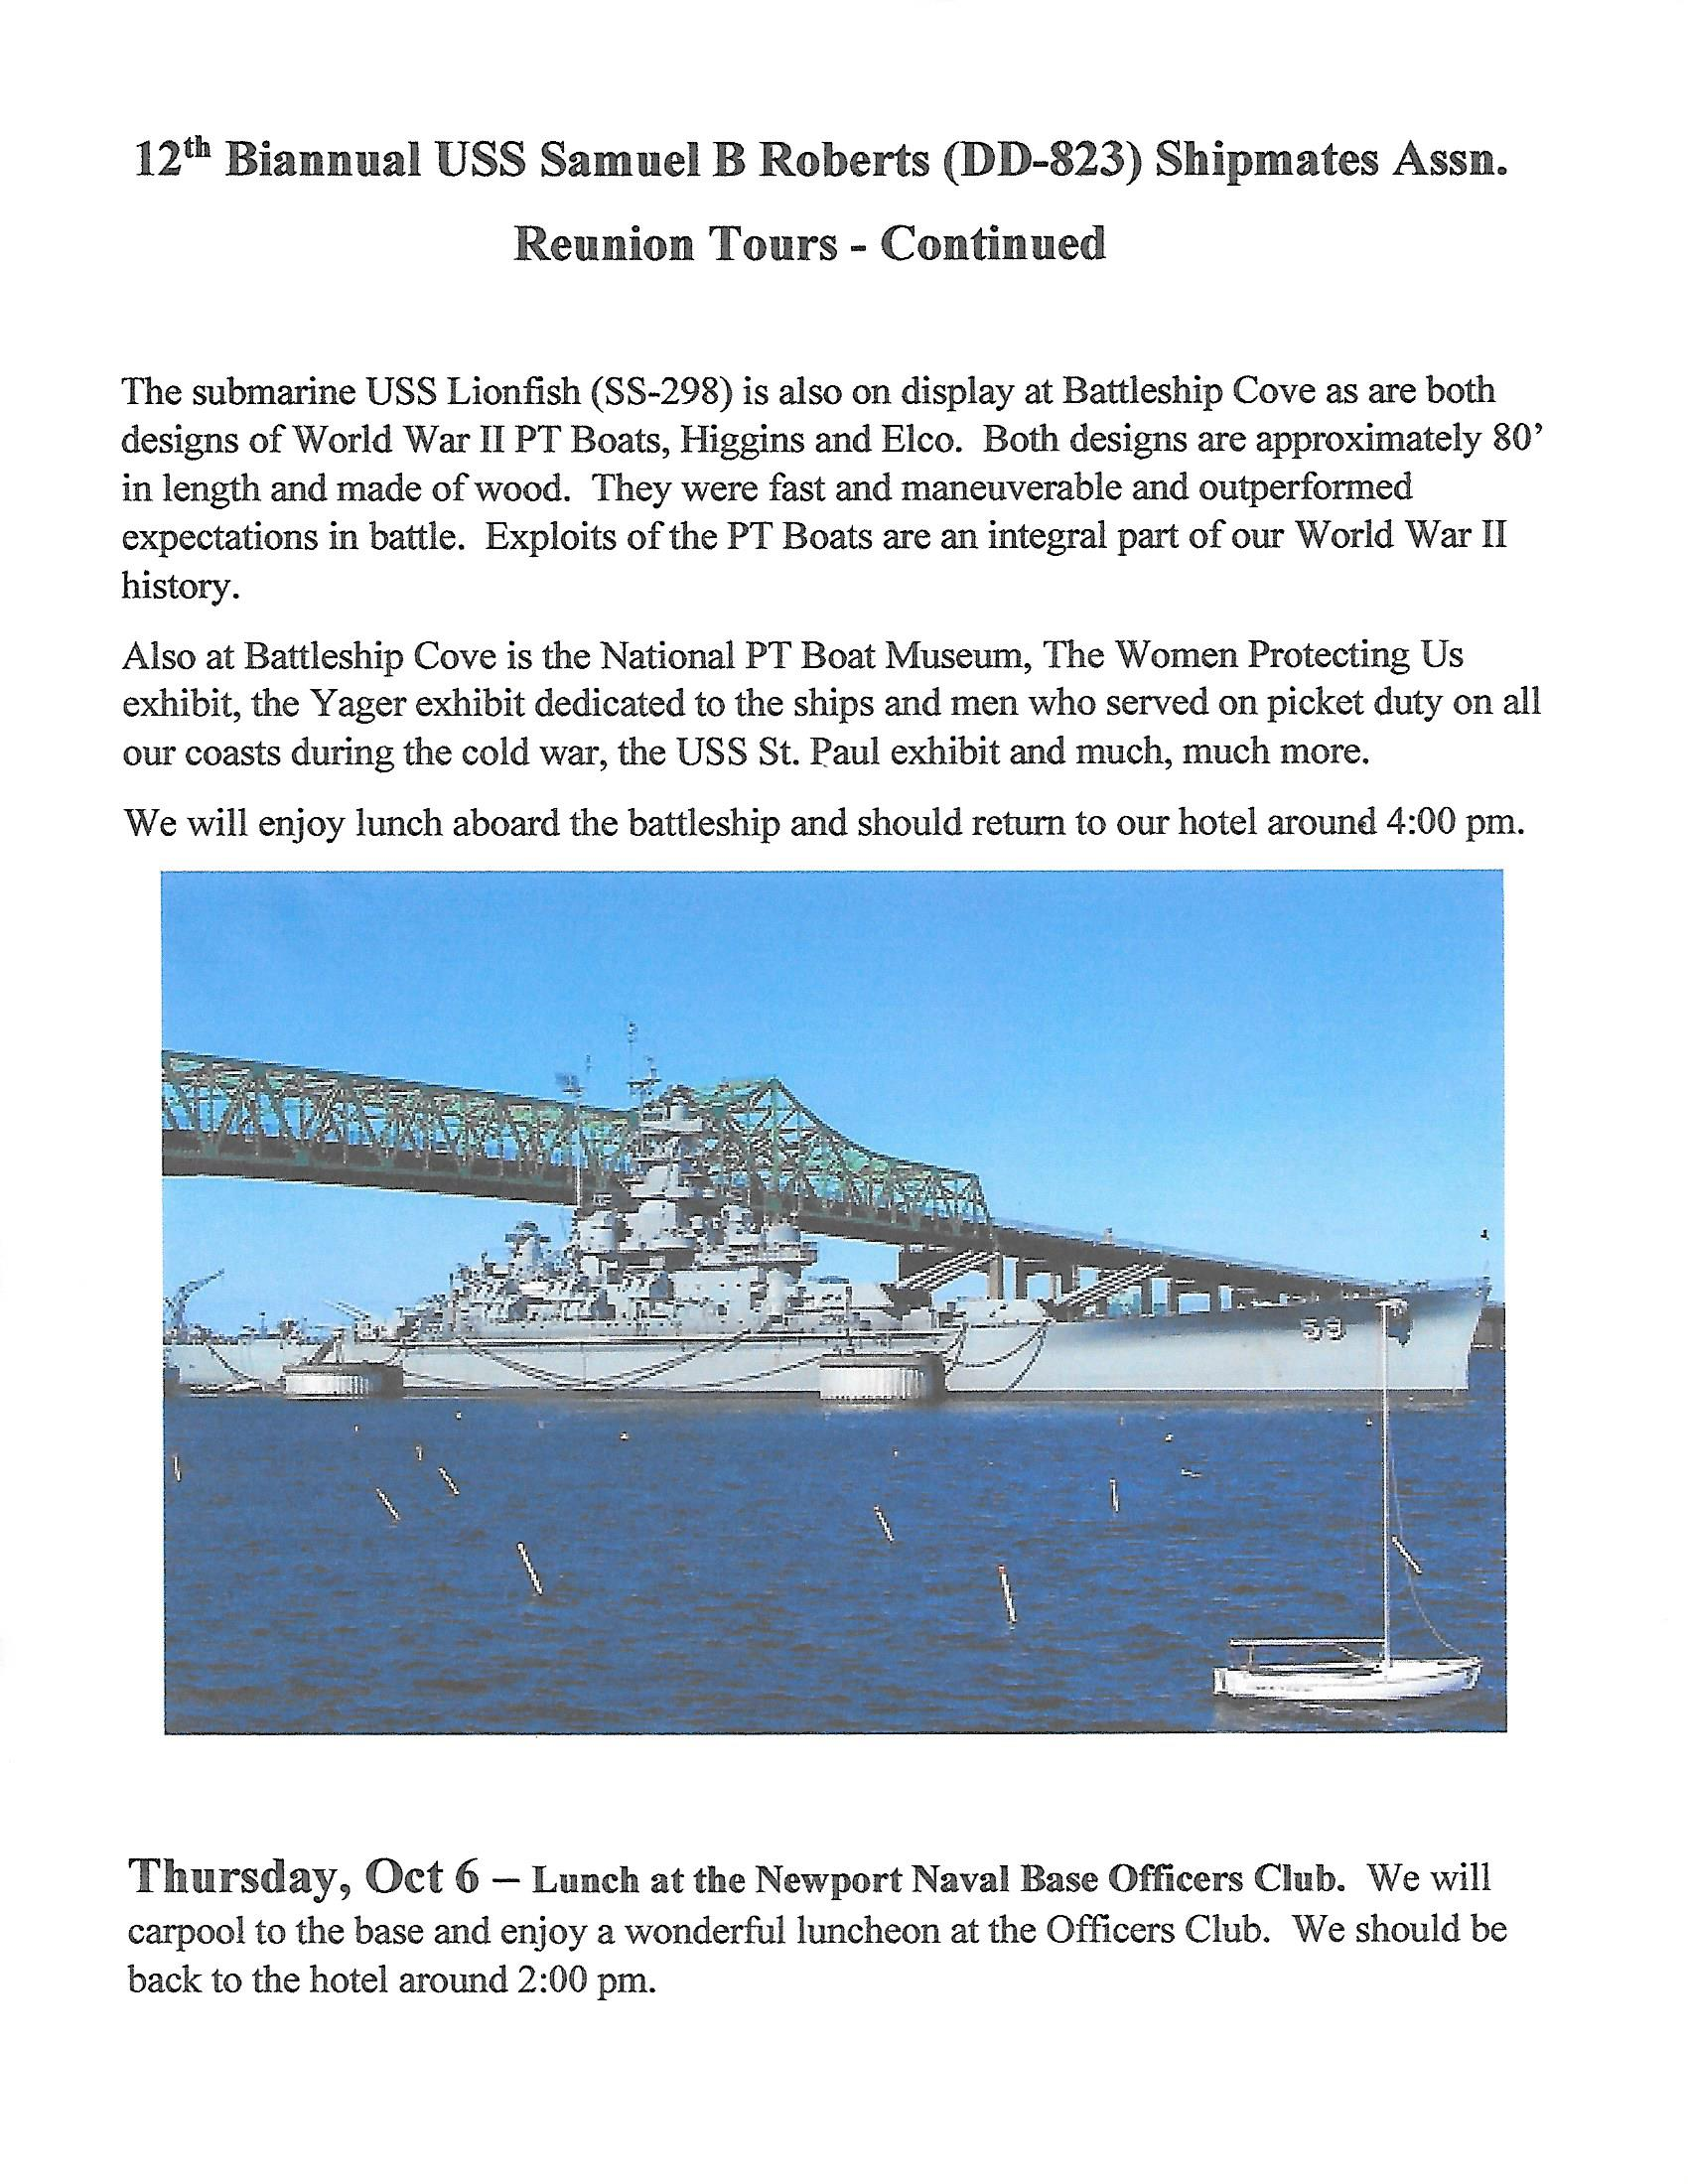 12th Biannual USS Samuel B Roberts (DD-823) Shipmates Assn.
Reunion Tours - Continued
The submarine USS Lionfish (SS-298) is also on display at Battleship Cove as are both
designs of World War II PT Boats, Higgins and Elco.  Both designs are approximately 80’
in length and made of wood.  They were fast and maneuverable and outperformed
expectations in battle.  Exploits of the PT Boats are an integral part of our World War II
history.
Also at Battleship Cove is the National PT Boat Museum, The Women Protecting Us
exhibit, the Yager exhibit dedicated to the ships and men who served on picket duty on all
our coasts during the cold war, the USS St. Paul exhibit and much, much more.
We will enjoy lunch aboard the battleship and should return to our hotel around 4:00 pm.
59
Thursday, Oct 6 – Lunch at the Newport Naval Base Officers Club.  We will
carpool to the base and enjoy a wonderful luncheon at the Officers Club.  We should be
back to the hotel around 2:00 pm.